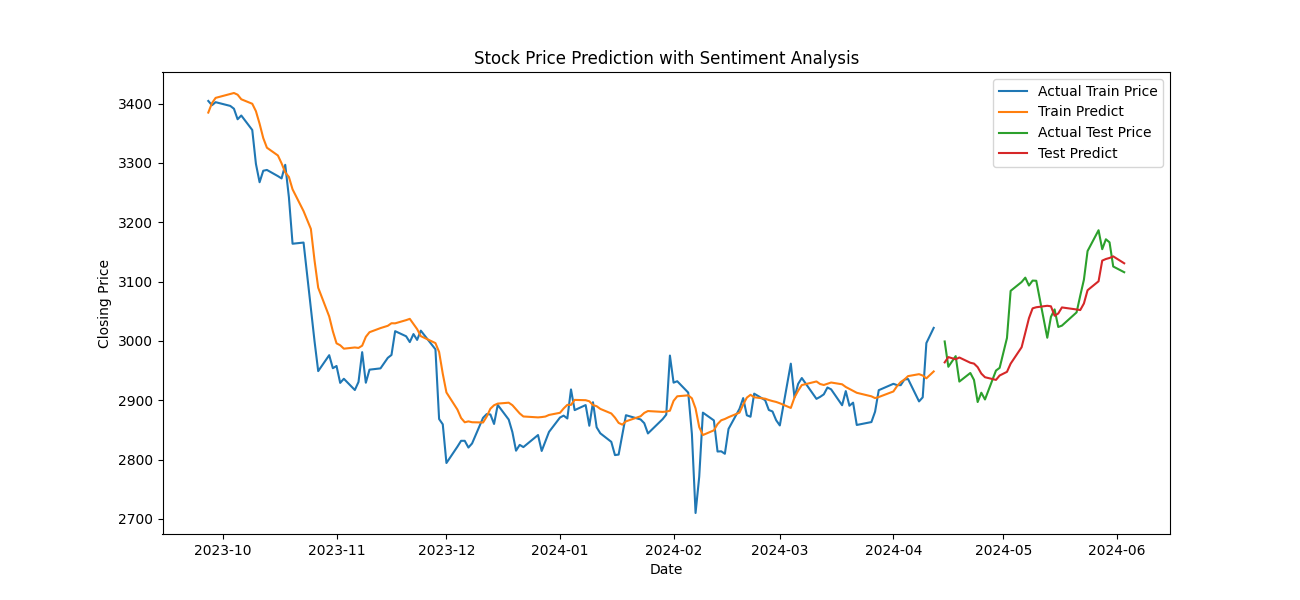 Stock Price Prediction with Sentiment Analysis
Actual Train Price
Train Predict
Actual Test Price
Test Predict
Closing Price
3400
3300
3200
3100
3000
2900
2800
2700
2023-10
2023-11
2023-12
2024-01
2024-02
2024-03
2024-04
2024-05
2024-06
Date